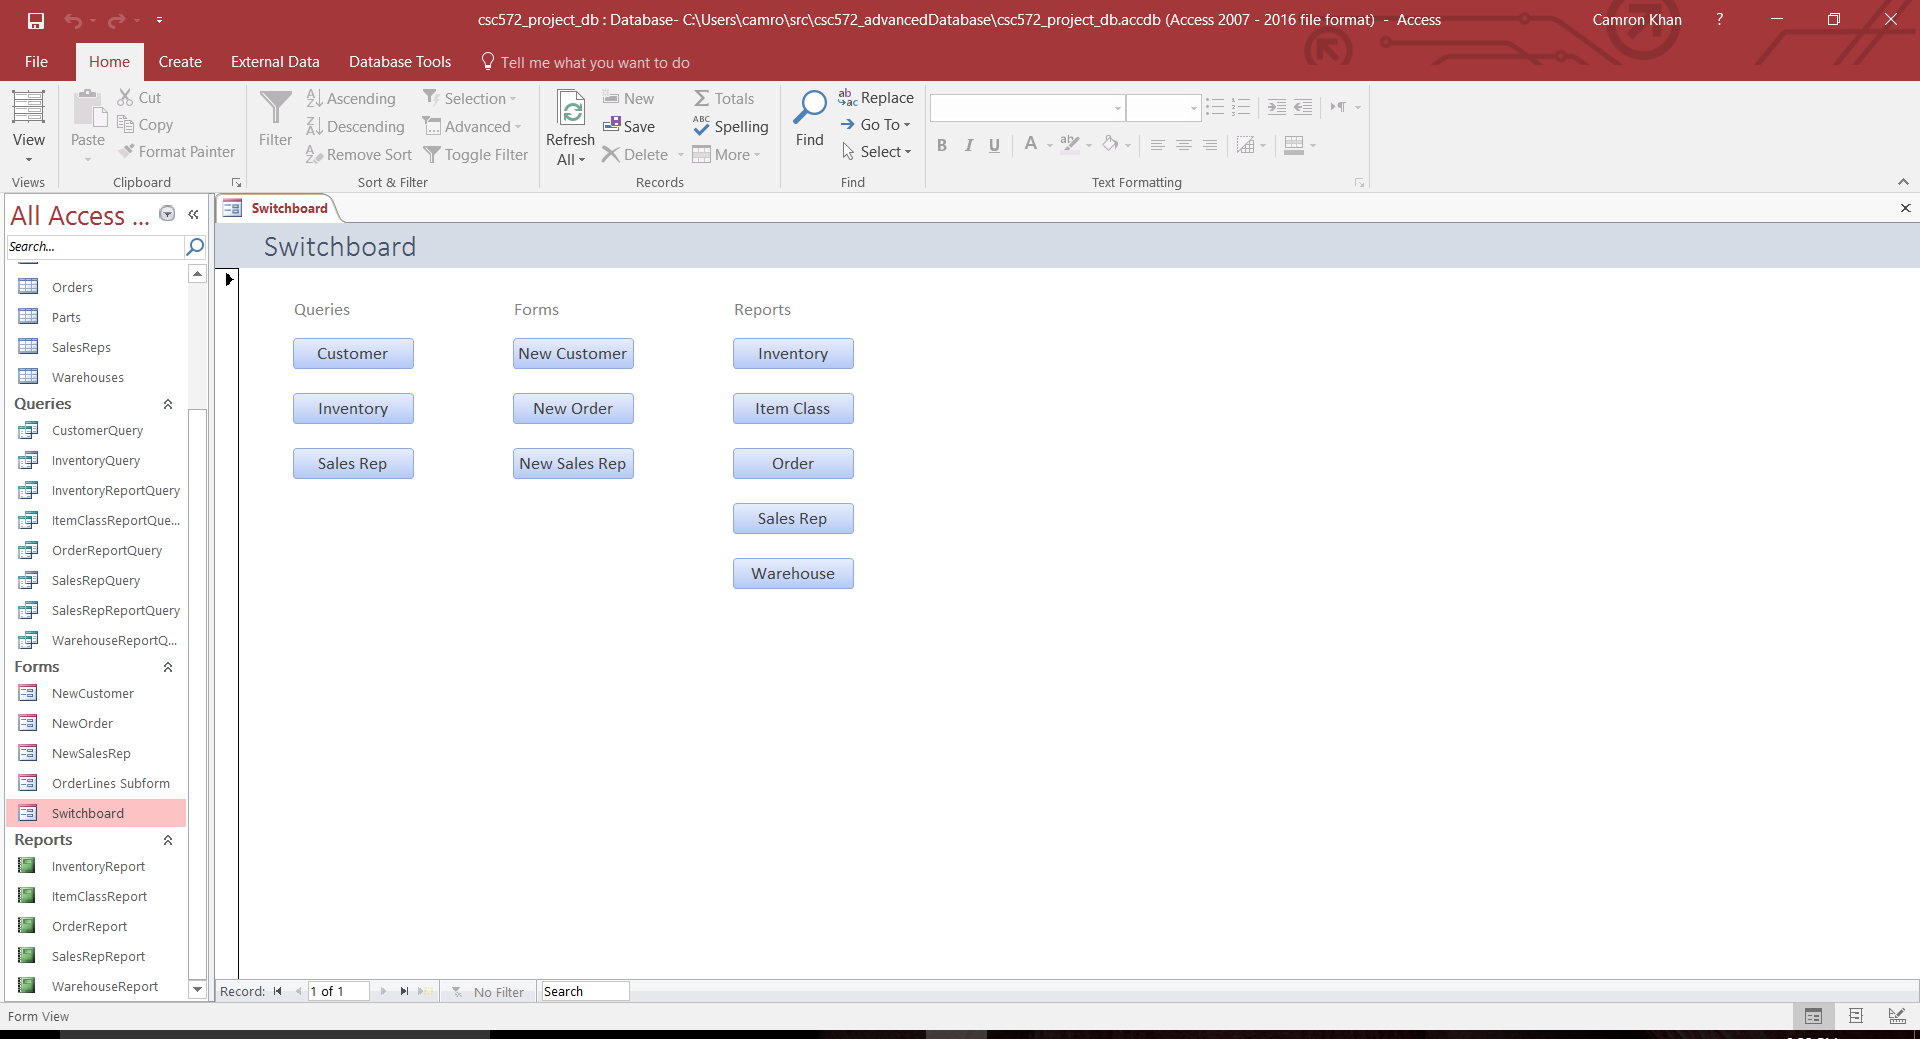 csc572_project_db : Database- C:\Users\camro\src\csc572_advancedDatabase\csc572_project_db.accdb (Access 2007 - 2016 file format) - Access
Camron Khan
?
File
Home
Create
External Data
Database Tools
Tell me what you want to do
View
Views
Paste
Cut
Copy
Format Painter
Clipboard
Filter
Ascending
Descending
Remove Sort
Selection
Advanced
Toggle Filter
Sort & Filter
Refresh
All
New
Save
Delete
Totals
Spelling
More
Records
Find
Replace
Go To
Select
Find
B I U A
Text Formatting
All Access ...
Search...
Orders
Parts
SalesReps
Warehouses
Queries
CustomerQuery
InventoryQuery
InventoryReportQuery
ItemClassReportQue...
OrderReportQuery
SalesRepQuery
SalesRepReportQuery
WarehouseReportQ...
Forms
NewCustomer
NewOrder
NewSalesRep
OrderLines Subform
Switchboard
Reports
InventoryReport
ItemClassReport
OrderReport
SalesRepReport
WarehouseReport
Switchboard
Switchboard
Queries
Customer
Inventory
Sales Rep
Forms
New Customer
New Order
New Sales Rep
Reports
Inventory
Item Class
Order
Sales Rep
Warehouse
Record:
1 of 1
No Filter
Search
Form View